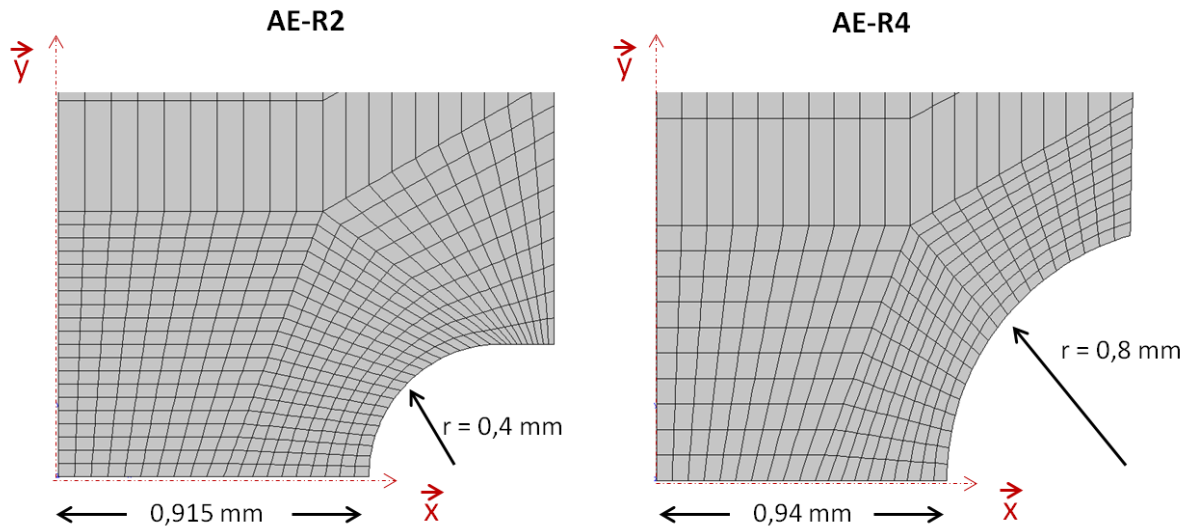 AE-R2
AE-R4
y
y
r = 0,4 mm
r = 0,8 mm
0,915 mm
x
0,94 mm
x